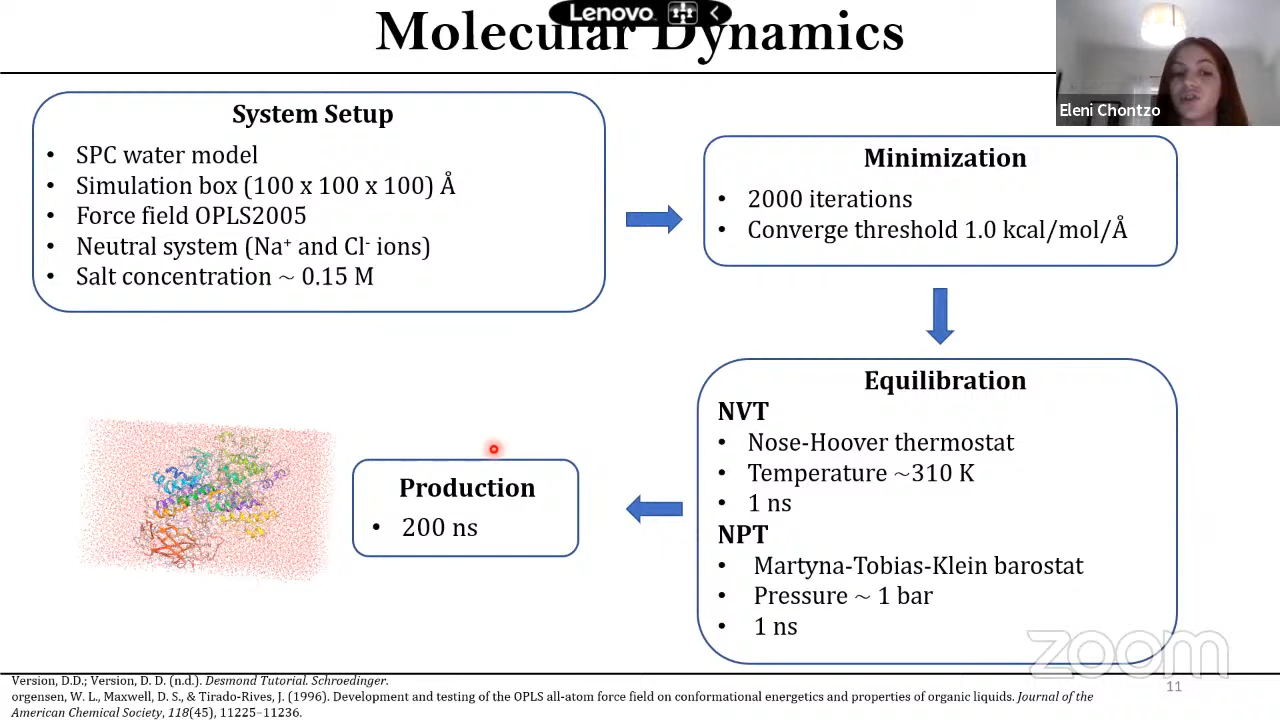 Lenovo
Molecular Dynamics
Eleni Chontzo
System Setup
• SPC water model
• Simulation box (100 x 100 x 100) Å
• Force field OPLS2005
• Neutral system (Na⁺ and Cl⁻ ions)
• Salt concentration ~ 0.15 M
Minimization
• 2000 iterations
• Converge threshold 1.0 kcal/mol/Å
Equilibration
NVT
• Nose-Hoover thermostat
• Temperature ~310 K
• 1 ns
NPT
• Martyna-Tobias-Klein barostat
• Pressure ~ 1 bar
• 1 ns
Production
• 200 ns
zoom
11
Version, D.D.; Version, D. D. (n.d.). Desmond Tutorial. Schroedinger.
orgensen, W. L., Maxwell, D. S., & Tirado-Rives, J. (1996). Development and testing of the OPLS all-atom force field on conformational energetics and properties of organic liquids. Journal of the
American Chemical Society, 118(45), 11225–11236.